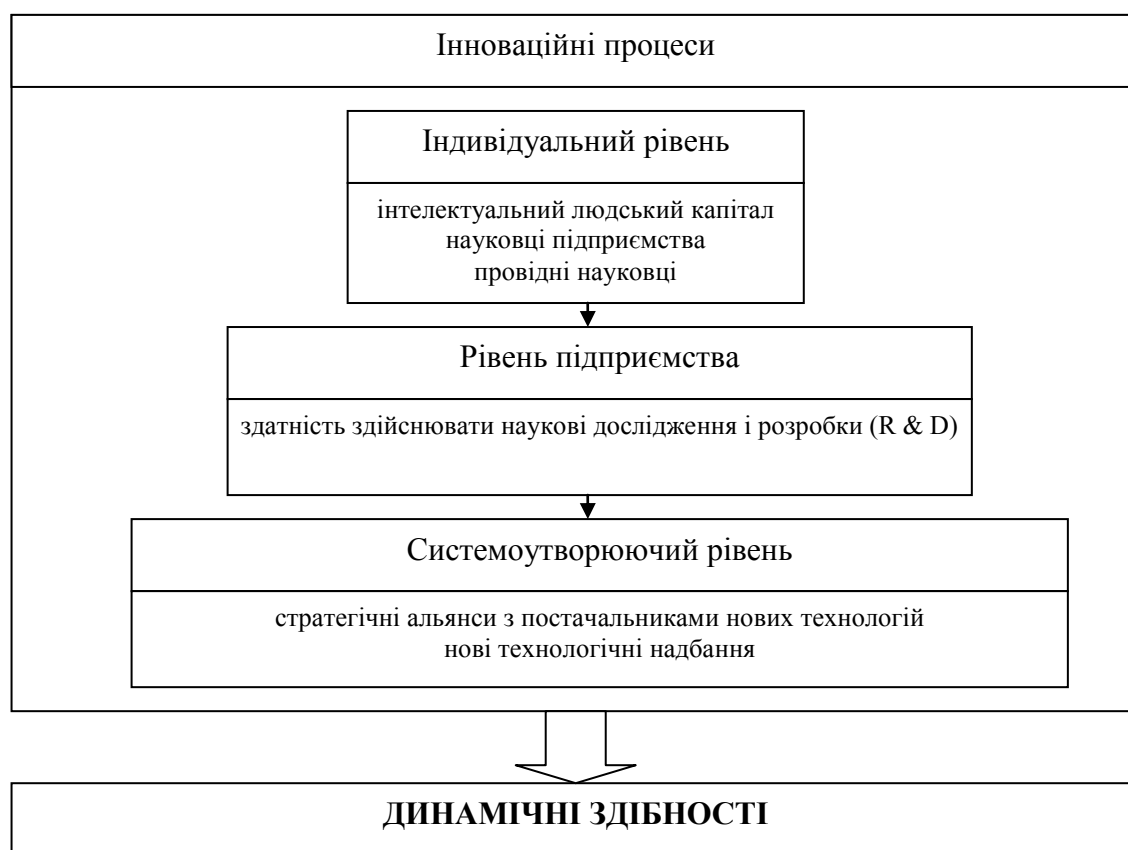 Інноваційні процеси
Індивідуальний рівень
інтелектуальний людський капітал
науковці підприємства
провідні науковці
Рівень підприємства
здатність здійснювати наукові дослідження і розробки (R & D)
Системоутворюючий рівень
стратегічні альянси з постачальниками нових технологій
нові технологічні надбання
ДИНАМІЧНІ ЗДІБНОСТІ